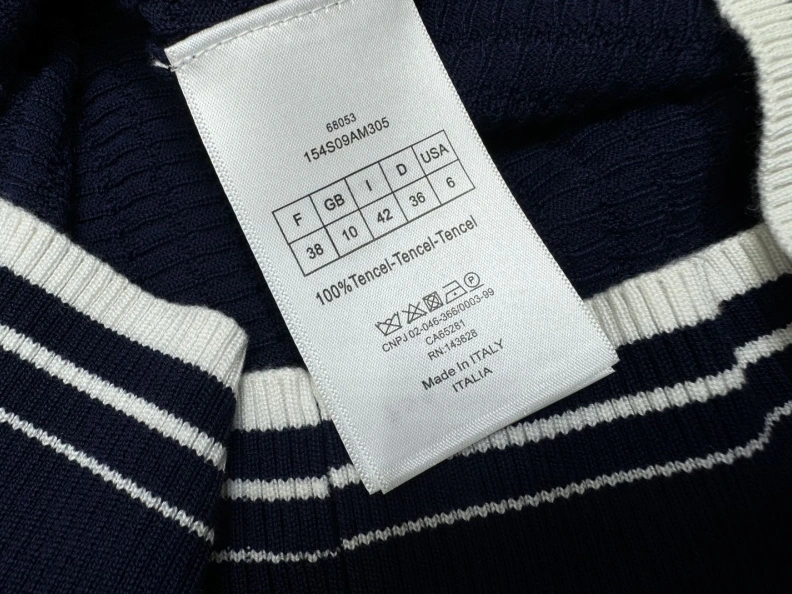 68053
154S09AM305
F GB I D USA
38 10 42 36 6
100%Tencel-Tencel-Tencel
CNPJ 02-046-366/0003-99
CA65281
RN:143628
Made In ITALY
ITALIA